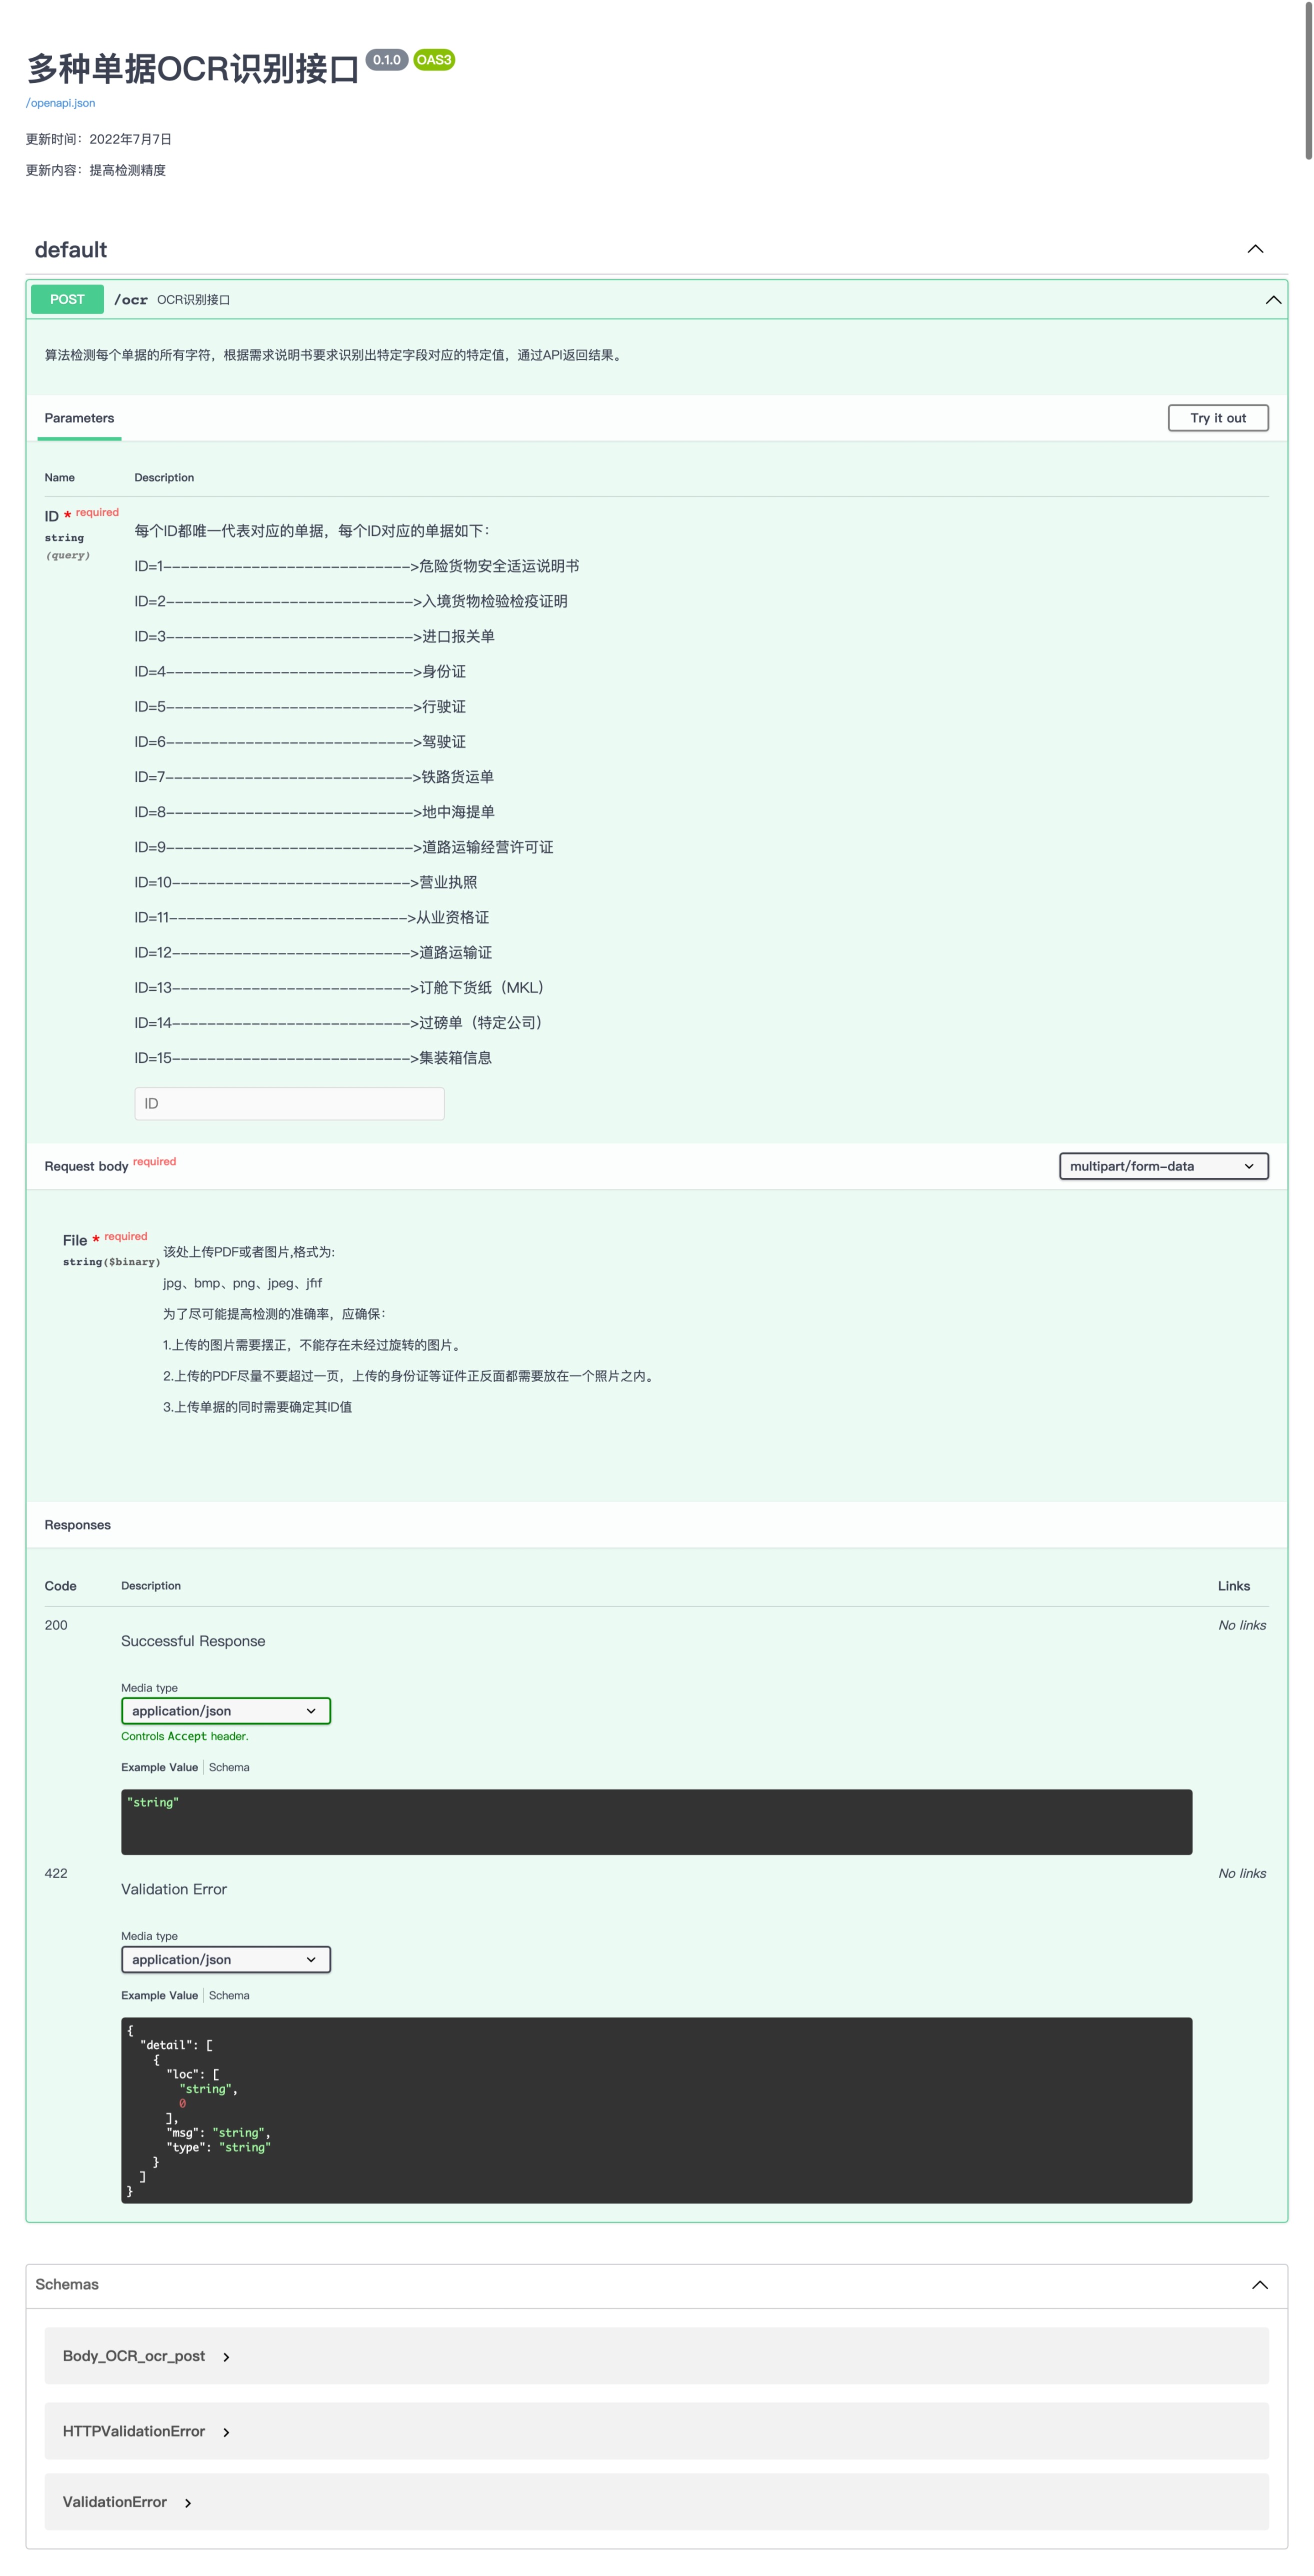 多种单据OCR识别接口 0.1.0 OAS3
/openapi.json
更新时间：2022年7月7日
更新内容：提高检测精度
default
POST /ocr OCR识别接口
算法检测每个单据的所有字符，根据需求说明书要求识别出特定字段对应的特定值，通过API返回结果。
Parameters
Try it out
Name Description
ID * required
string
(query)
每个ID都唯一代表对应的单据，每个ID对应的单据如下：
ID=1---------------------------->危险货物安全适运说明书
ID=2---------------------------->入境货物检验检疫证明
ID=3---------------------------->进口报关单
ID=4---------------------------->身份证
ID=5---------------------------->行驶证
ID=6---------------------------->驾驶证
ID=7---------------------------->铁路货运单
ID=8---------------------------->地中海提单
ID=9---------------------------->道路运输经营许可证
ID=10--------------------------->营业执照
ID=11--------------------------->从业资格证
ID=12--------------------------->道路运输证
ID=13--------------------------->订舱下货纸（MKL）
ID=14--------------------------->过磅单（特定公司）
ID=15--------------------------->集装箱信息
ID
Request body required
multipart/form-data
File * required
string($binary)
该处上传PDF或者图片,格式为:
jpg、bmp、png、jpeg、jfif
为了尽可能提高检测的准确率，应确保：
1.上传的图片需要摆正，不能存在未经过旋转的图片。
2.上传的PDF尽量不要超过一页，上传的身份证等证件正反面都需要放在一个照片之内。
3.上传单据的同时需要确定其ID值
Responses
Code Description Links
200 No links
Successful Response
Media type
application/json
Controls Accept header.
Example Value Schema
"string"
422 No links
Validation Error
Media type
application/json
Example Value Schema
{
  "detail": [
    {
      "loc": [
        "string",
        0
      ],
      "msg": "string",
      "type": "string"
    }
  ]
}
Schemas
Body_OCR_ocr_post
HTTPValidationError
ValidationError